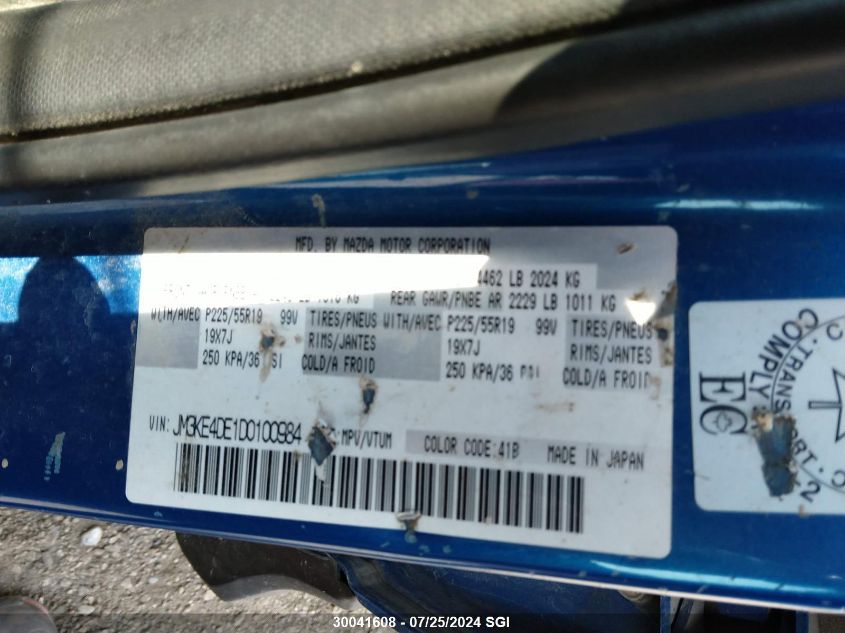 MFD. BY MAZDA MOTOR CORPORATION
4462 LB 2024 KG
REAR GAWR/PNBE AR 2229 LB 1011 KG
WITH/AVEC P225/55R19 99V TIRES/PNEUS WITH/AVEC P225/55R19 99V TIRES/PNEUS
19X7J RIMS/JANTES 19X7J RIMS/JANTES
250 KPA/36 PSI COLD/A FROID 250 KPA/36 PSI COLD/A FROID
VIN: JM3KE4DE1D0100984 MPV/VTUM COLOR CODE:41B MADE IN JAPAN
EC
COMPLY
TRANSPORT
30041608 - 07/25/2024 SGI